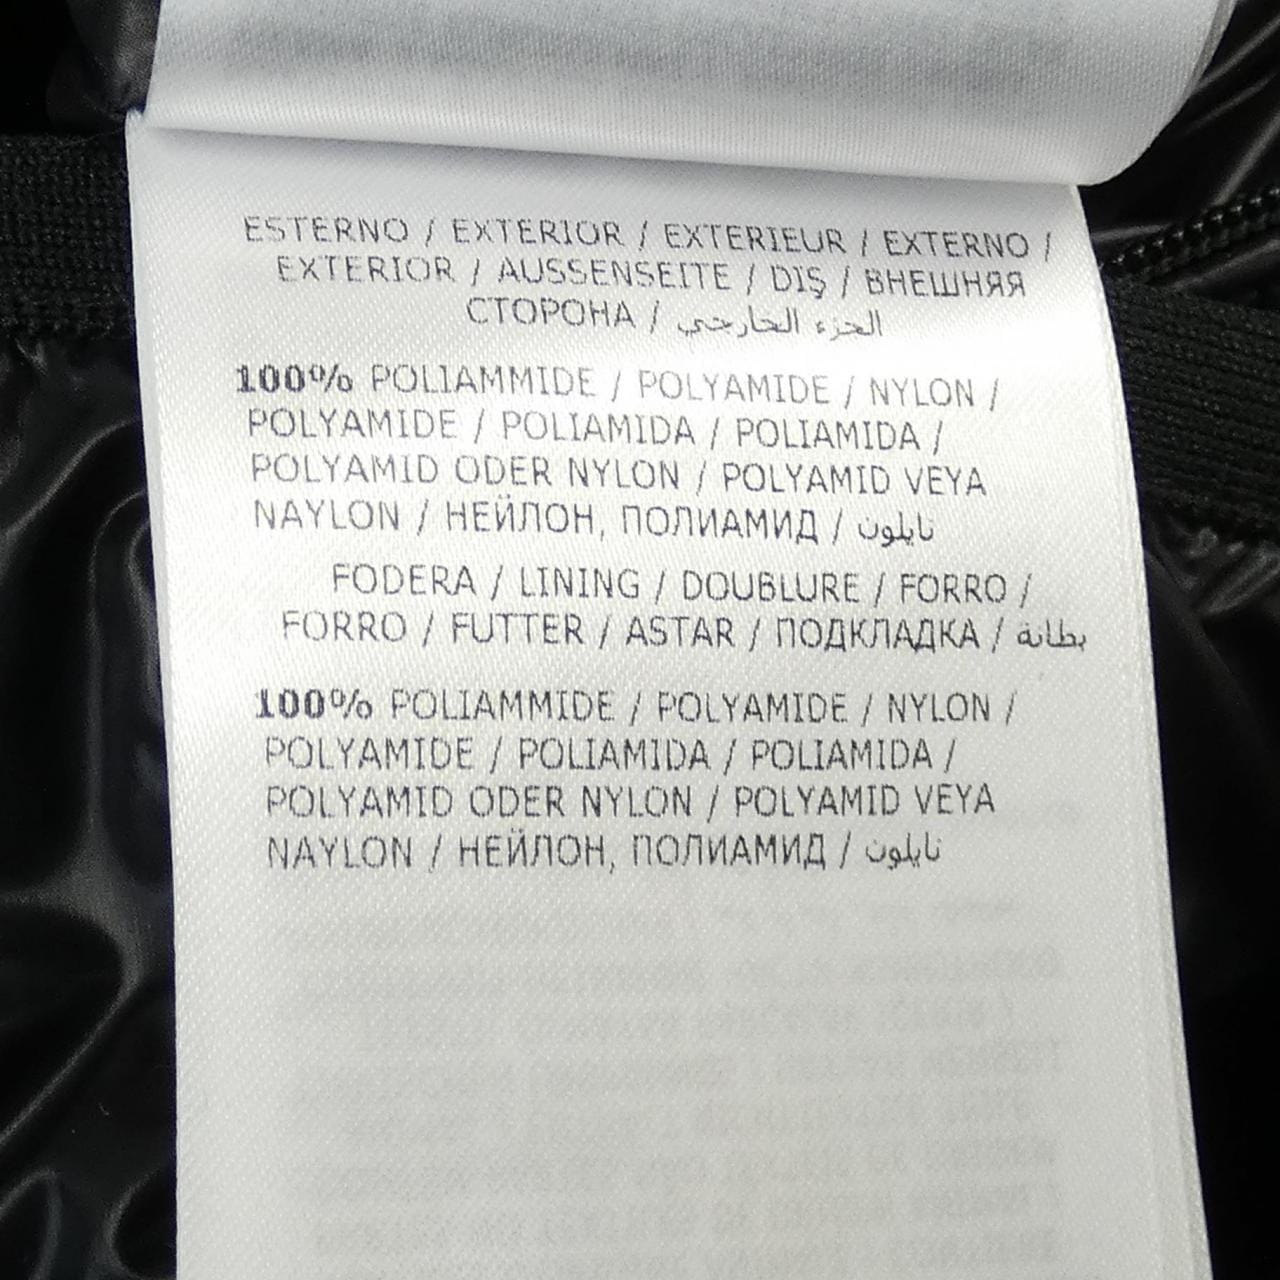 ESTERNO / EXTERIOR / EXTERIEUR / EXTERNO /
EXTERIOR / AUSSENSEITE / DIŞ / ВНЕШНЯЯ
СТОРОНА / الجزء الخارجي
100% POLIAMMIDE / POLYAMIDE / NYLON /
POLYAMIDE / POLIAMIDA / POLIAMIDA /
POLYAMID ODER NYLON / POLYAMID VEYA
NAYLON / НЕЙЛОН, ПОЛИАМИД / نايلون
FODERA / LINING / DOUBLURE / FORRO /
FORRO / FUTTER / ASTAR / ПОДКЛАДКА / بطانة
100% POLIAMMIDE / POLYAMIDE / NYLON /
POLYAMIDE / POLIAMIDA / POLIAMIDA /
POLYAMID ODER NYLON / POLYAMID VEYA
NAYLON / НЕЙЛОН, ПОЛИАМИД / نايلون